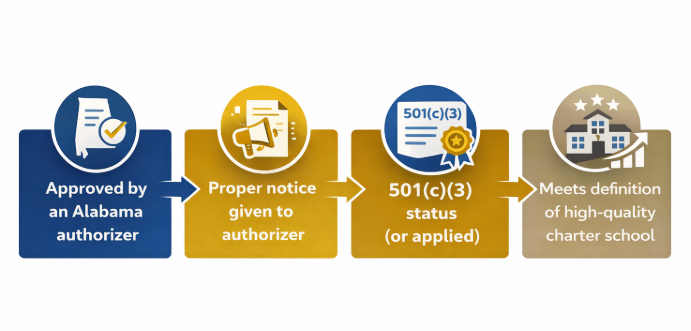 Approved by
an Alabama
authorizer
Proper notice
given to
authorizer
501(c)(3)
501(c)(3)
status
(or applied)
Meets definition
of high-quality
charter school